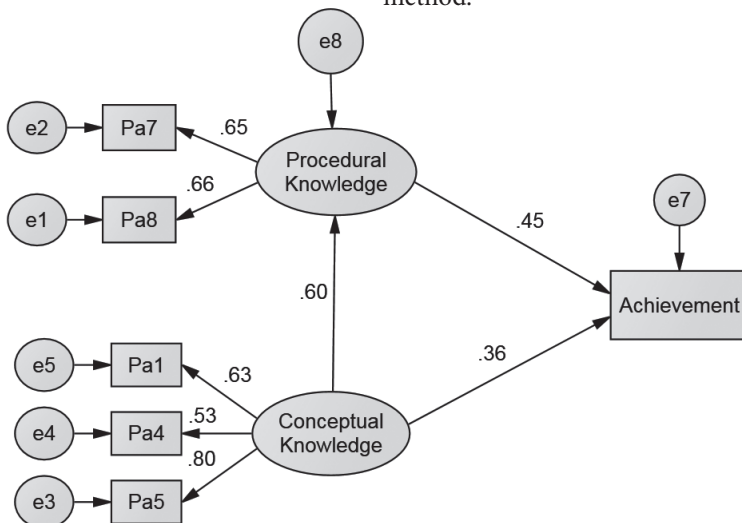 method.
e8
e2
Pa7
.65
Procedural
Knowledge
e1
Pa8
.66
.45
e7
Achievement
.60
.36
e5
Pa1
.63
e4
Pa4
.53
Conceptual
Knowledge
.80
e3
Pa5